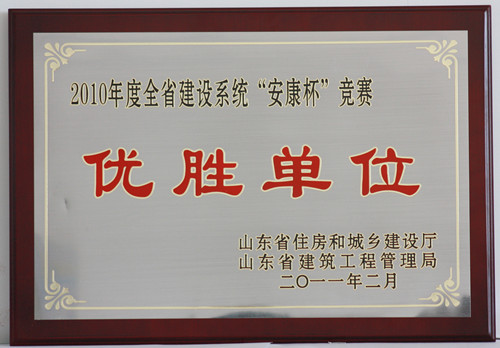 2010年度全省建设系统“安康杯”竞赛
优胜单位
山东省住房和城乡建设厅
山东省建筑工程管理局
二〇一一年二月